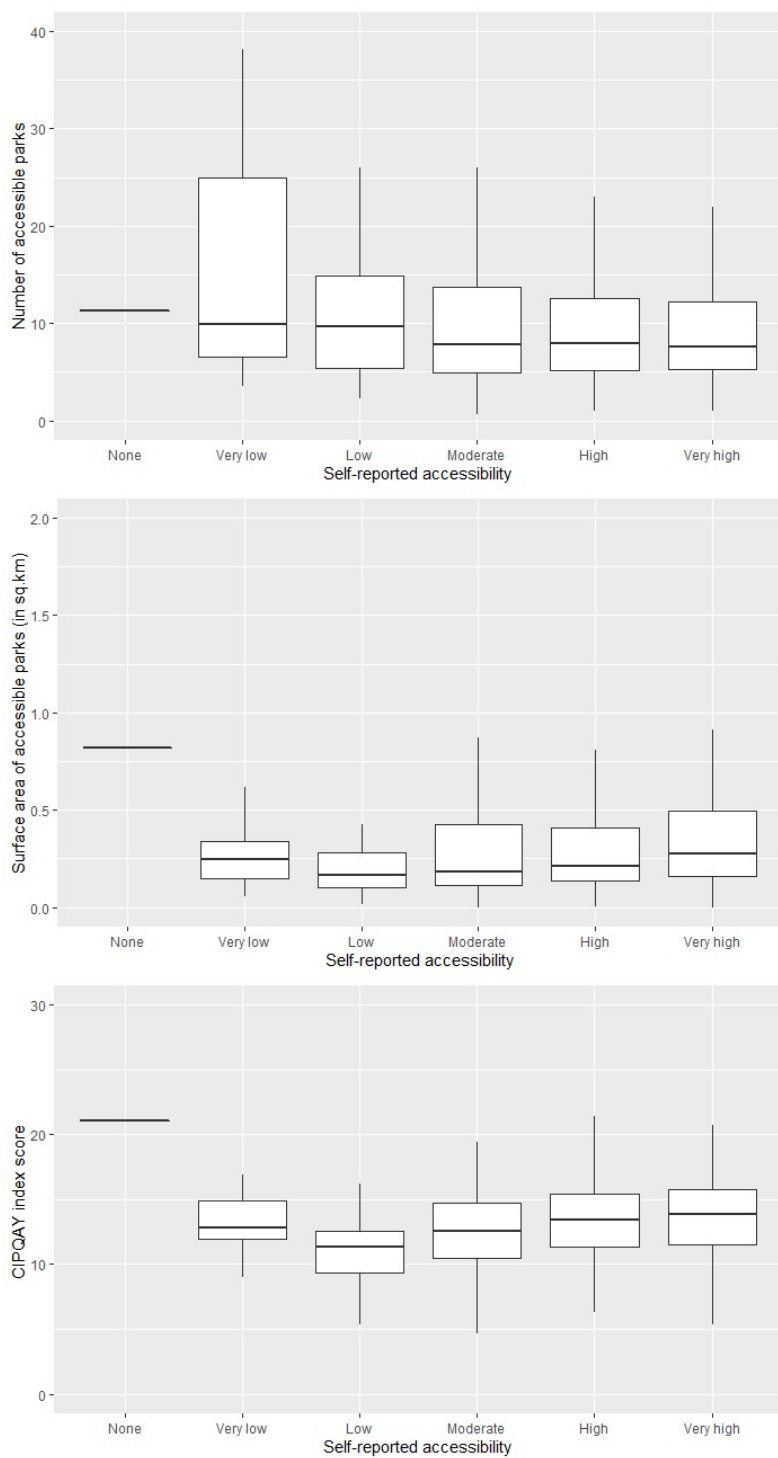 Number of accessible parks
40
30
20
10
0
None Very low Low Moderate High Very high
Self-reported accessibility
Surface area of accessible parks (in sq.km)
2.0
1.5
1.0
0.5
0.0
None Very low Low Moderate High Very high
Self-reported accessibility
CIPQAY index score
30
20
10
0
None Very low Low Moderate High Very high
Self-reported accessibility